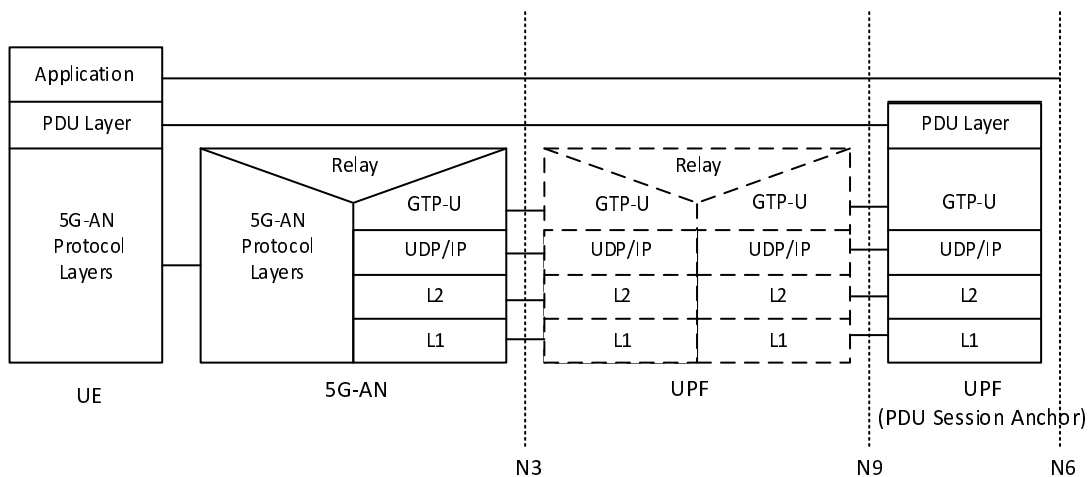 Application
PDU Layer
PDU Layer
Relay
Relay
5G-AN
Protocol
Layers
5G-AN
Protocol
Layers
GTP-U
GTP-U
GTP-U
GTP-U
UDP/IP
UDP/IP
UDP/IP
UDP/IP
L2
L2
L2
L2
L1
L1
L1
L1
UE
5G-AN
UPF
UPF
(PDU Session Anchor)
N3
N9
N6